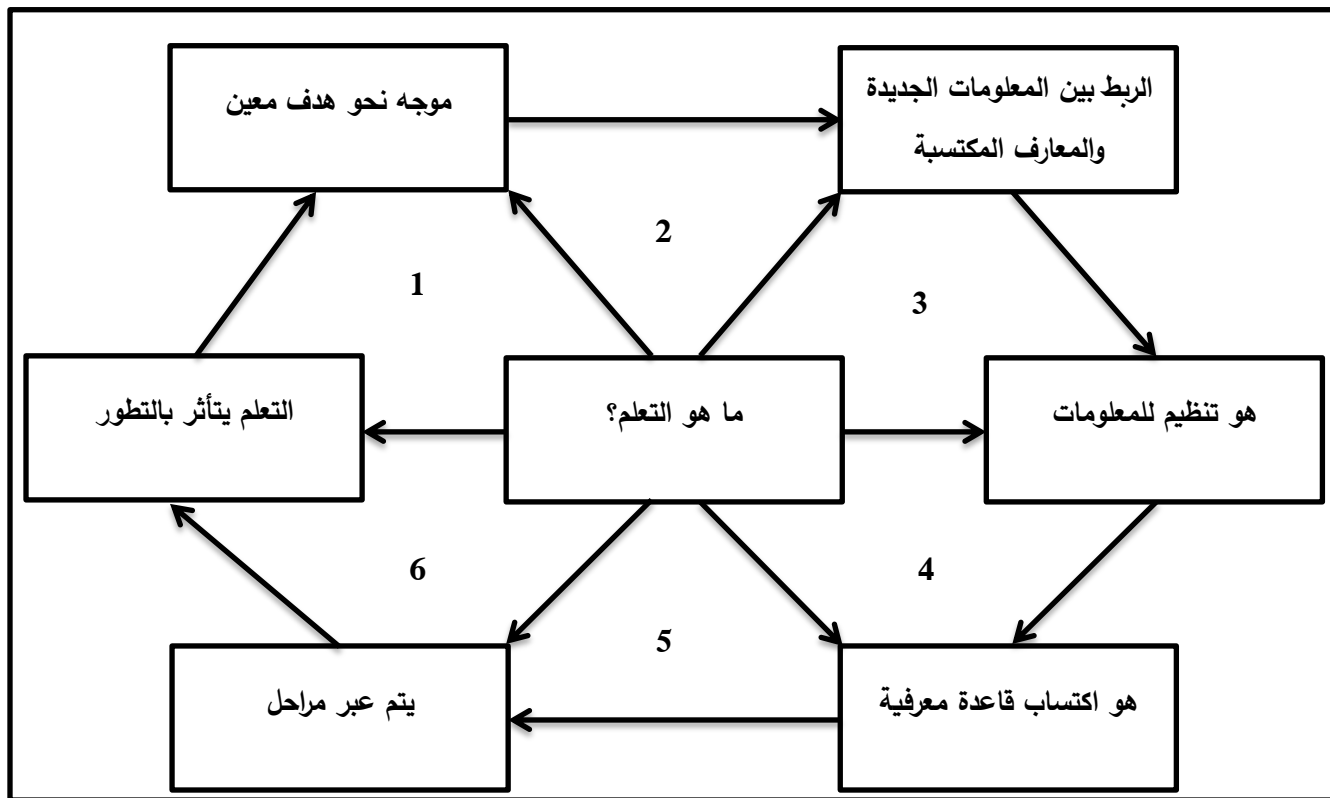 الربط بين المعلومات الجديدة
والمعارف المكتسبة
موجه نحو هدف معين
2
1
3
هو تنظيم للمعلومات
ما هو التعلم؟
التعلم يتأثر بالتطور
4
6
5
هو اكتساب قاعدة معرفية
يتم عبر مراحل